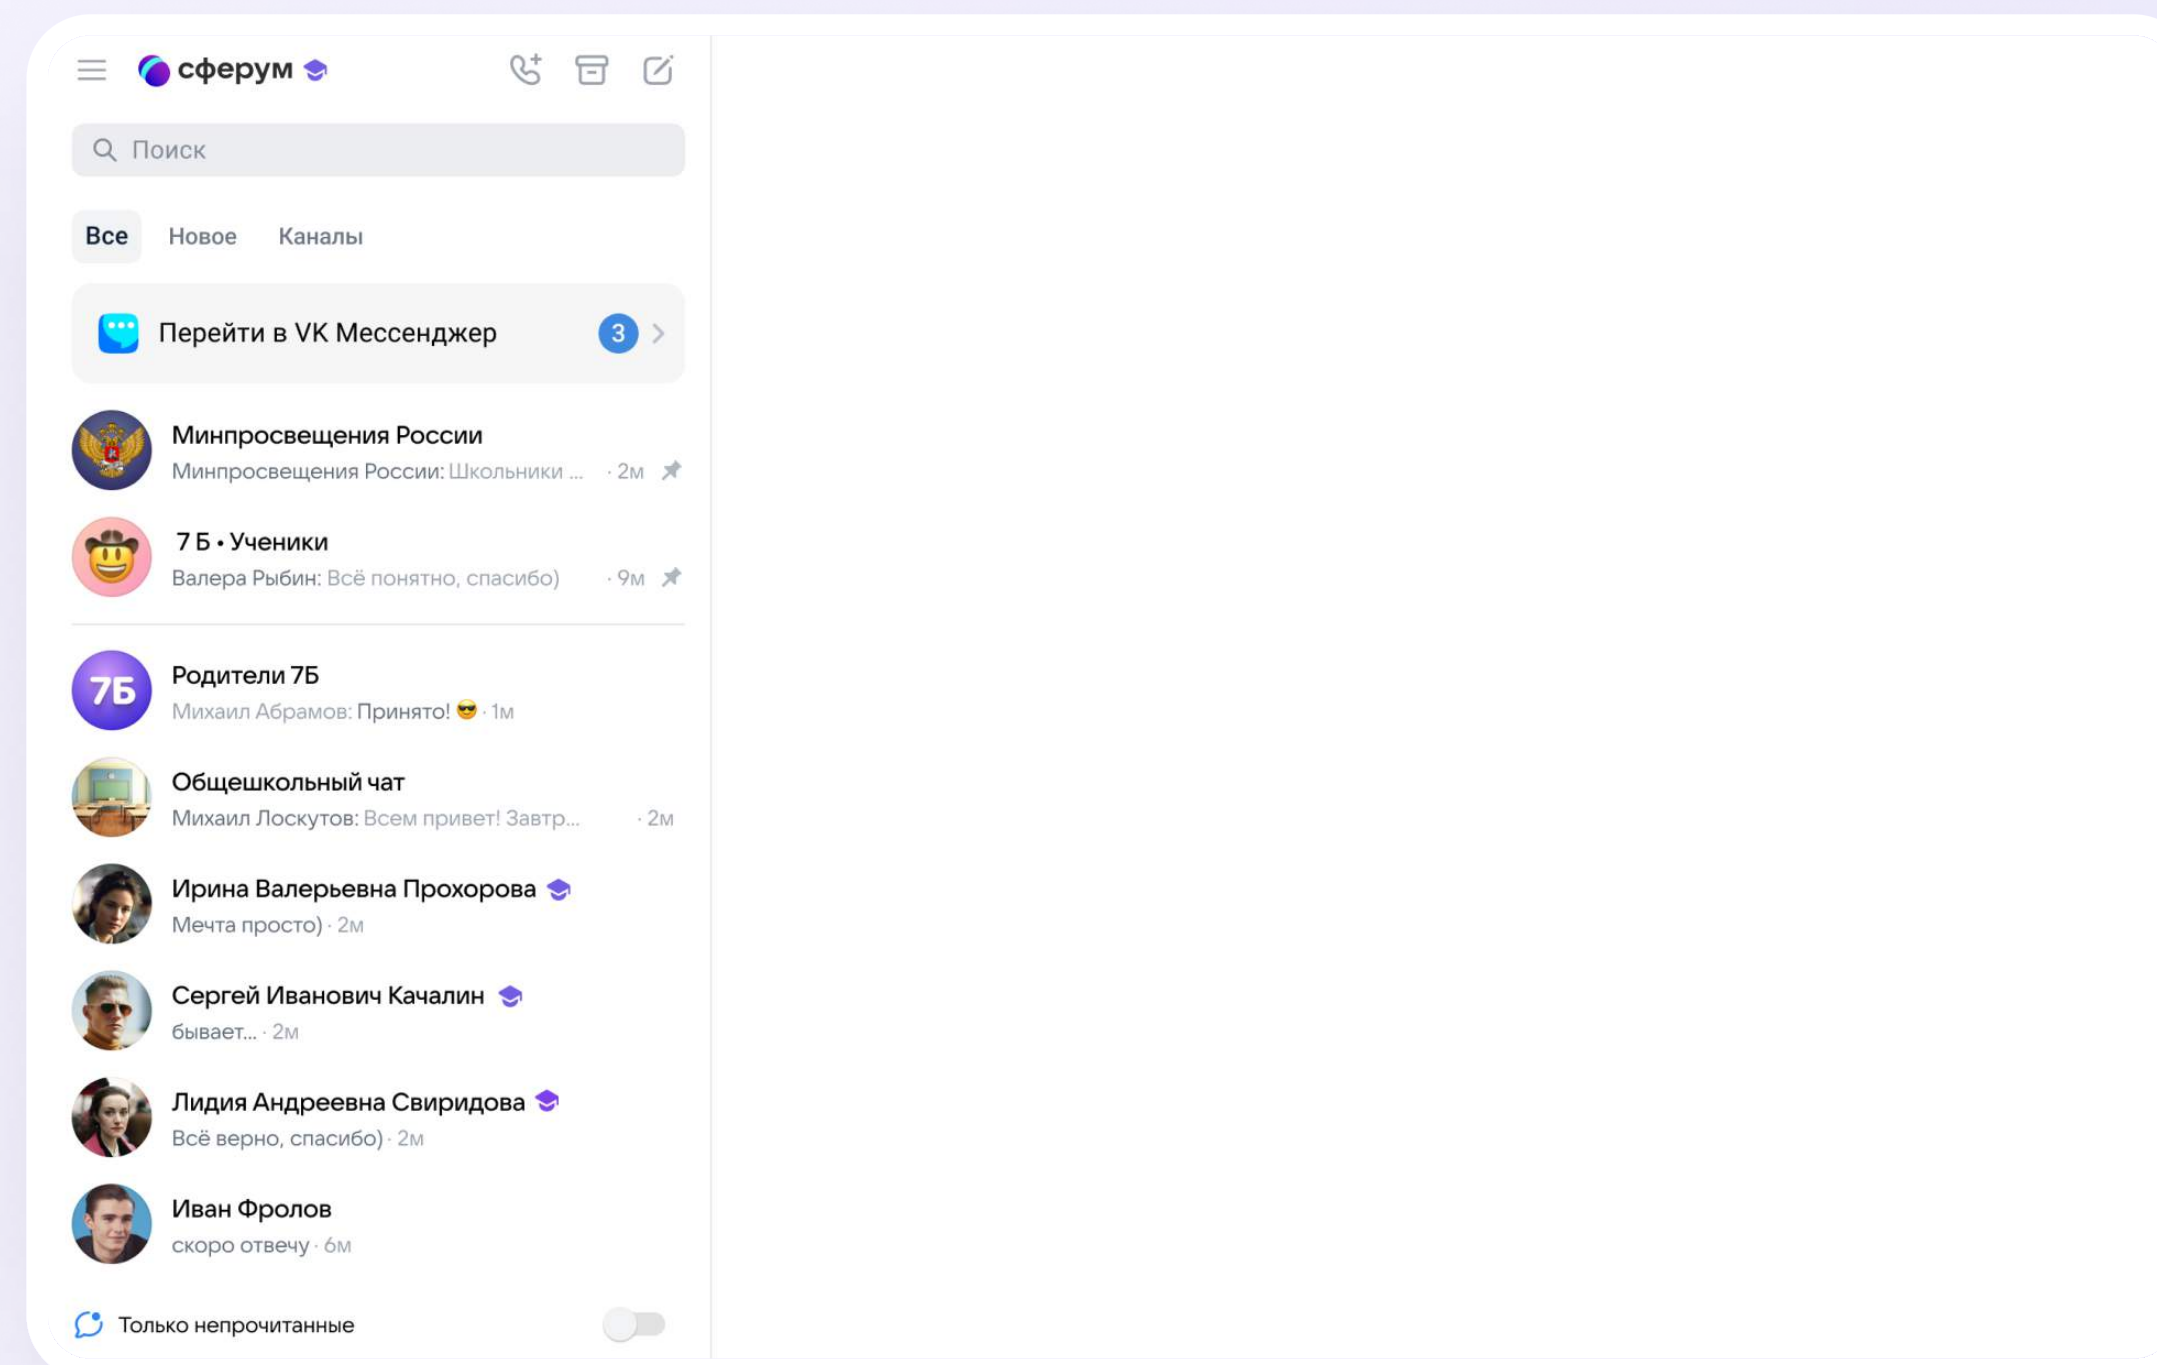 сферум
Поиск
Все Новое Каналы
Перейти в VK Мессенджер 3
Минпросвещения России
Минпросвещения России: Школьники ... · 2м
7 Б • Ученики
Валера Рыбин: Всё понятно, спасибо) · 9м
7Б
Родители 7Б
Михаил Абрамов: Принято! 😎 · 1м
Общешкольный чат
Михаил Лоскутов: Всем привет! Завтр... · 2м
Ирина Валерьевна Прохорова
Мечта просто) · 2м
Сергей Иванович Качалин
бывает... · 2м
Лидия Андреевна Свиридова
Всё верно, спасибо) · 2м
Иван Фролов
скоро отвечу · 6м
Только непрочитанные